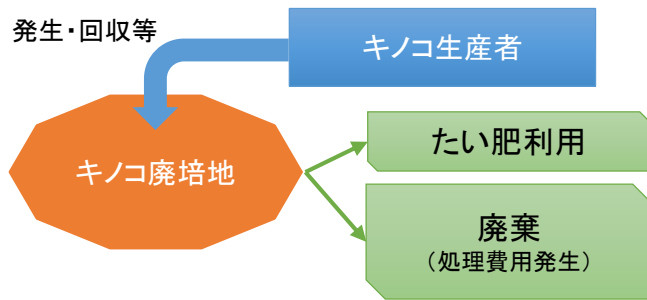 発生・回収等
キノコ生産者
キノコ廃培地
たい肥利用
廃棄
（処理費用発生）